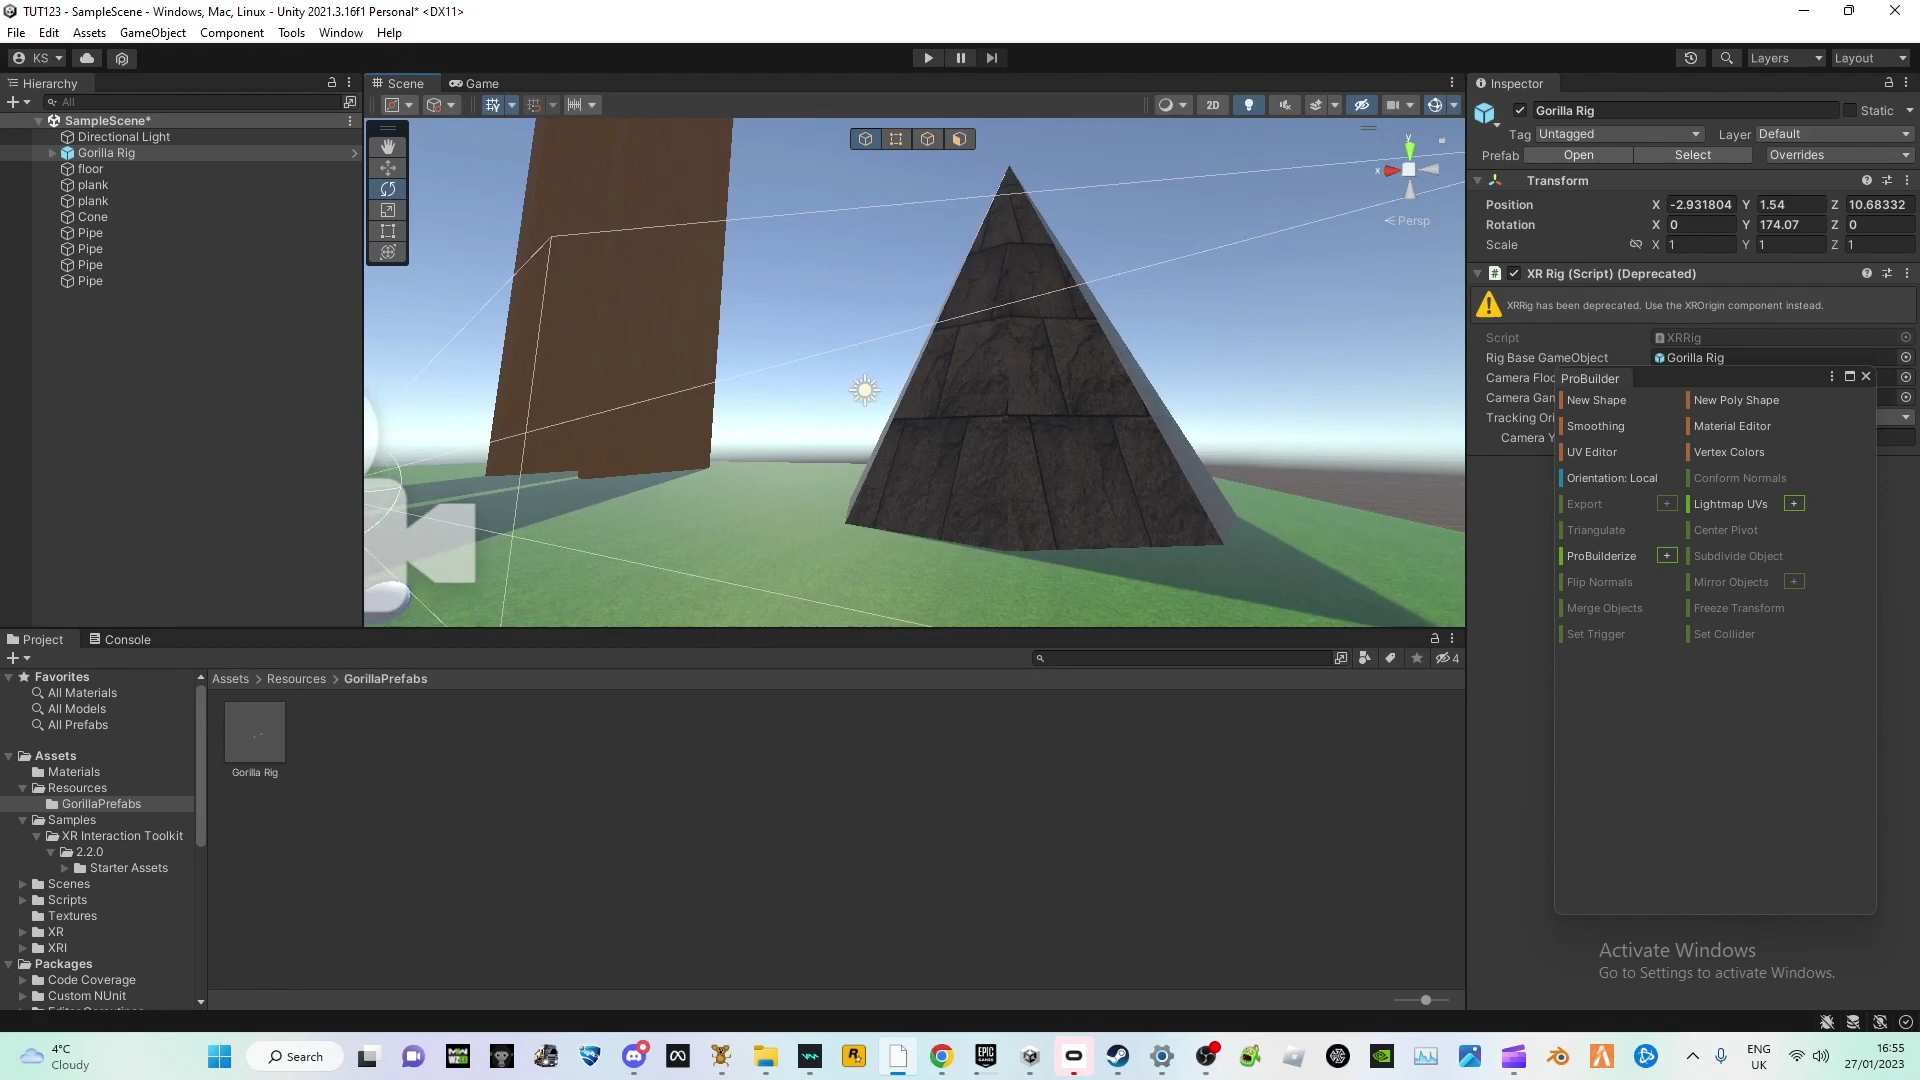 TUT123 - SampleScene - Windows, Mac, Linux - Unity 2021.3.16f1 Personal* <DX11>
File Edit Assets GameObject Component Tools Window Help
KS
Layers Layout
Hierarchy
All
SampleScene*
Directional Light
Gorilla Rig
floor
plank
plank
Cone
Pipe
Pipe
Pipe
Pipe
Scene Game
2D
y
x
Persp
Inspector
Gorilla Rig Static
Tag Untagged Layer Default
Prefab Open Select Overrides
Transform
Position X -2.931804 Y 1.54 Z 10.68332
Rotation X 0 Y 174.07 Z 0
Scale X 1 Y 1 Z 1
XR Rig (Script) (Deprecated)
XRRig has been deprecated. Use the XROrigin component instead.
Script XRRig
Rig Base GameObject Gorilla Rig
Camera Floo
Camera Gam
Tracking Ori
Camera Y
ProBuilder
New Shape New Poly Shape
Smoothing Material Editor
UV Editor Vertex Colors
Orientation: Local Conform Normals
Export + Lightmap UVs +
Triangulate Center Pivot
ProBuilderize + Subdivide Object
Flip Normals Mirror Objects +
Merge Objects Freeze Transform
Set Trigger Set Collider
Project Console
4
Favorites
All Materials
All Models
All Prefabs
Assets
Materials
Resources
GorillaPrefabs
Samples
XR Interaction Toolkit
2.2.0
Starter Assets
Scenes
Scripts
Textures
XR
XRI
Packages
Code Coverage
Custom NUnit
Assets > Resources > GorillaPrefabs
Gorilla Rig
Activate Windows
Go to Settings to activate Windows.
4°C
Cloudy
Search
EPIC
GAMES
ENG
UK
16:55
27/01/2023